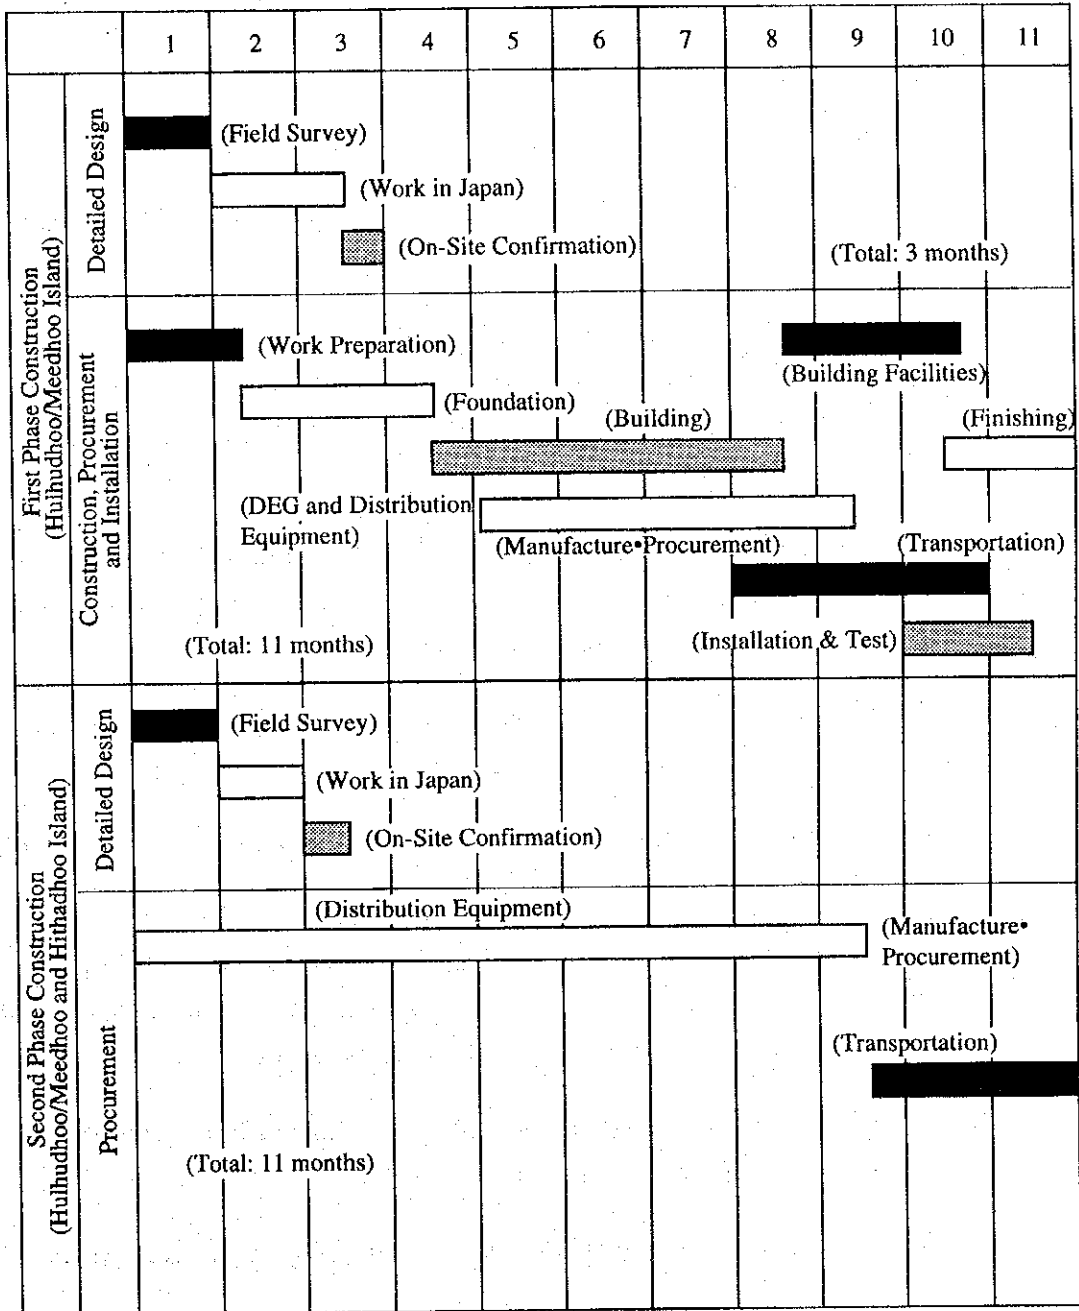 1 2 3 4 5 6 7 8 9 10 11
First Phase Construction
(Hulhudhoo/Meedhoo Island)
Detailed Design
(Field Survey)
(Work in Japan)
(On-Site Confirmation)
(Total: 3 months)
Construction, Procurement
and Installation
(Work Preparation)
(Building Facilities)
(Foundation)
(Building)
(Finishing)
(DEG and Distribution
Equipment)
(Manufacture•Procurement)
(Transportation)
(Total: 11 months)
(Installation & Test)
Second Phase Construction
(Hulhudhoo/Meedhoo and Hithadhoo Island)
Detailed Design
(Field Survey)
(Work in Japan)
(On-Site Confirmation)
Procurement
(Distribution Equipment)
(Manufacture•
Procurement)
(Transportation)
(Total: 11 months)